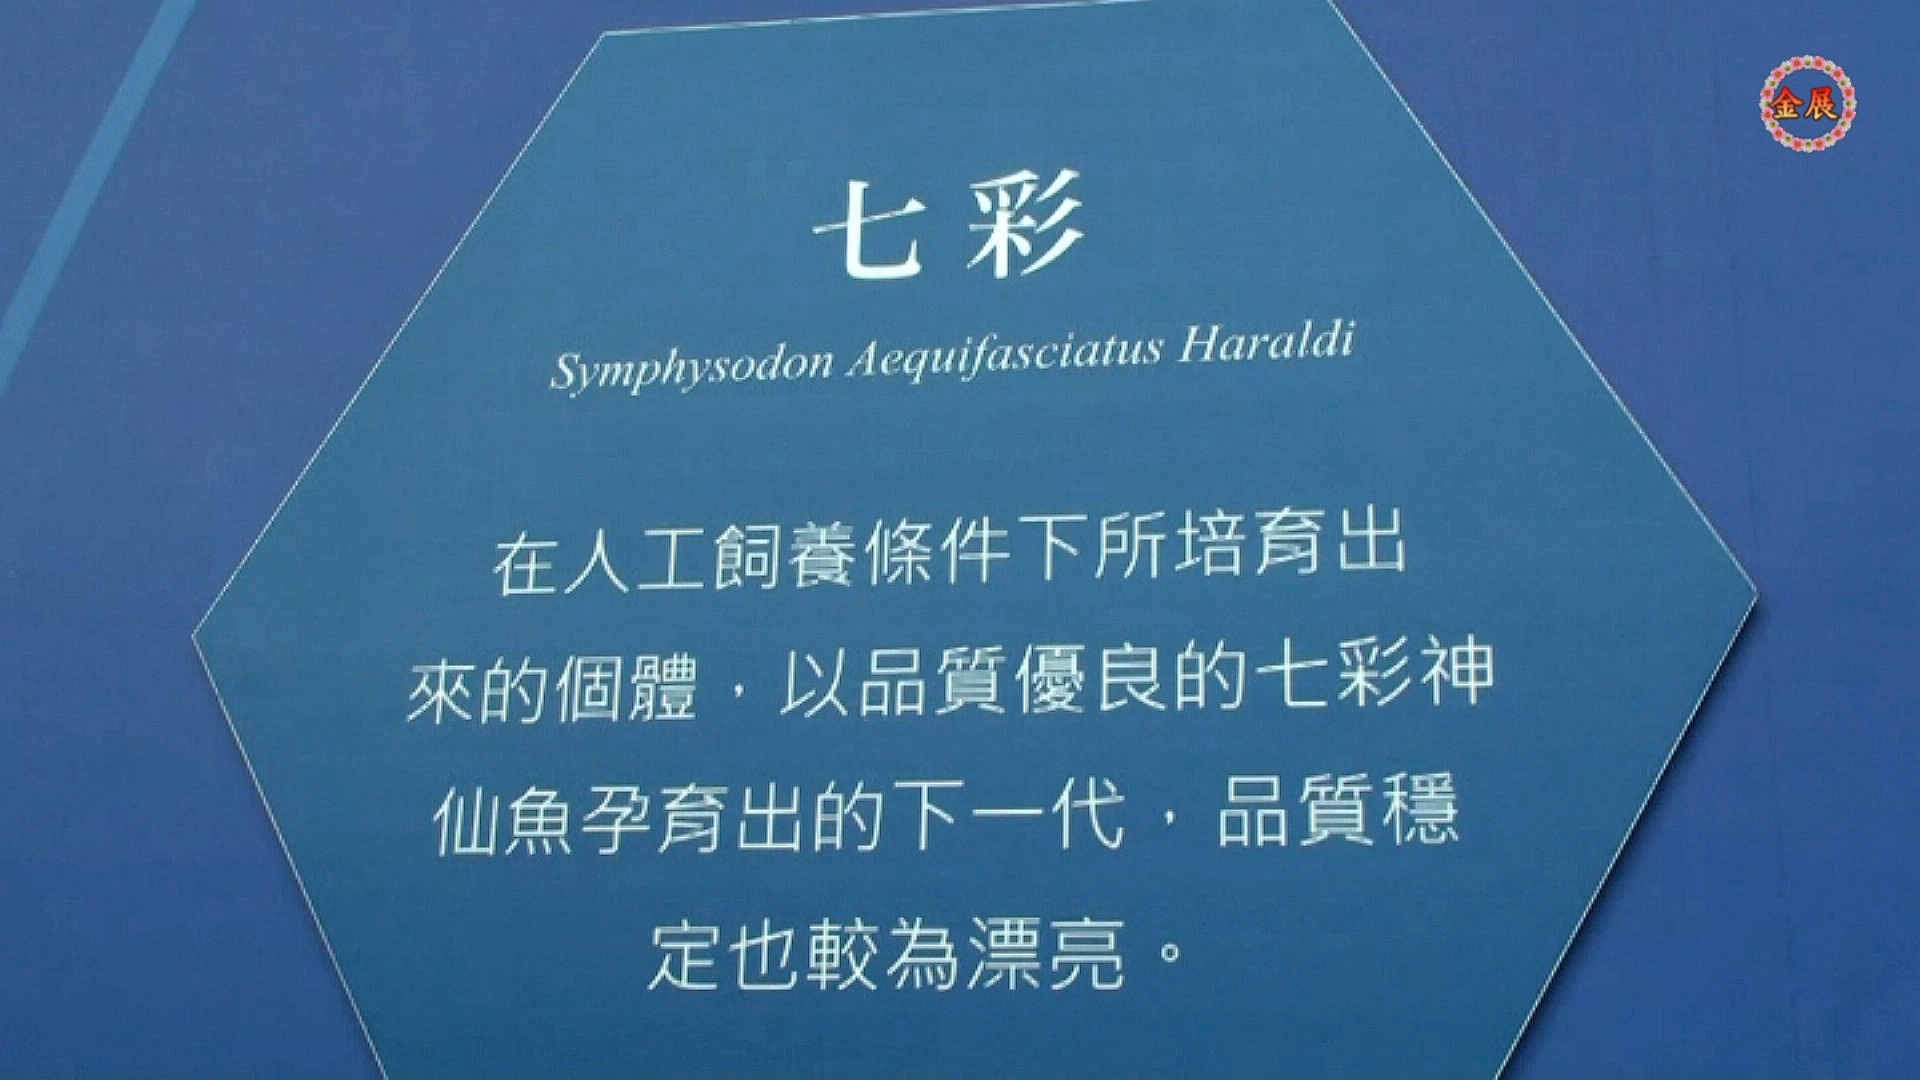 金展
七彩
Symphysodon Aequifasciatus Haraldi
在人工飼養條件下所培育出
來的個體，以品質優良的七彩神
仙魚孕育出的下一代，品質穩
定也較為漂亮。